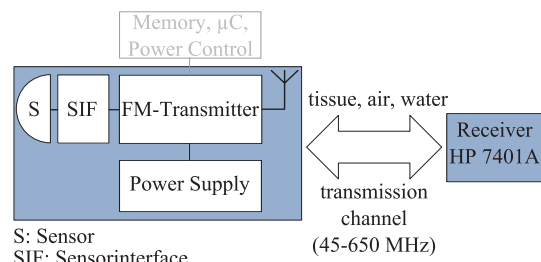 Memory, µC,
Power Control
S
SIF
FM-Transmitter
Power Supply
tissue, air, water
transmission
channel
(45-650 MHz)
Receiver
HP 7401A
S: Sensor
SIF: Sensorinterface